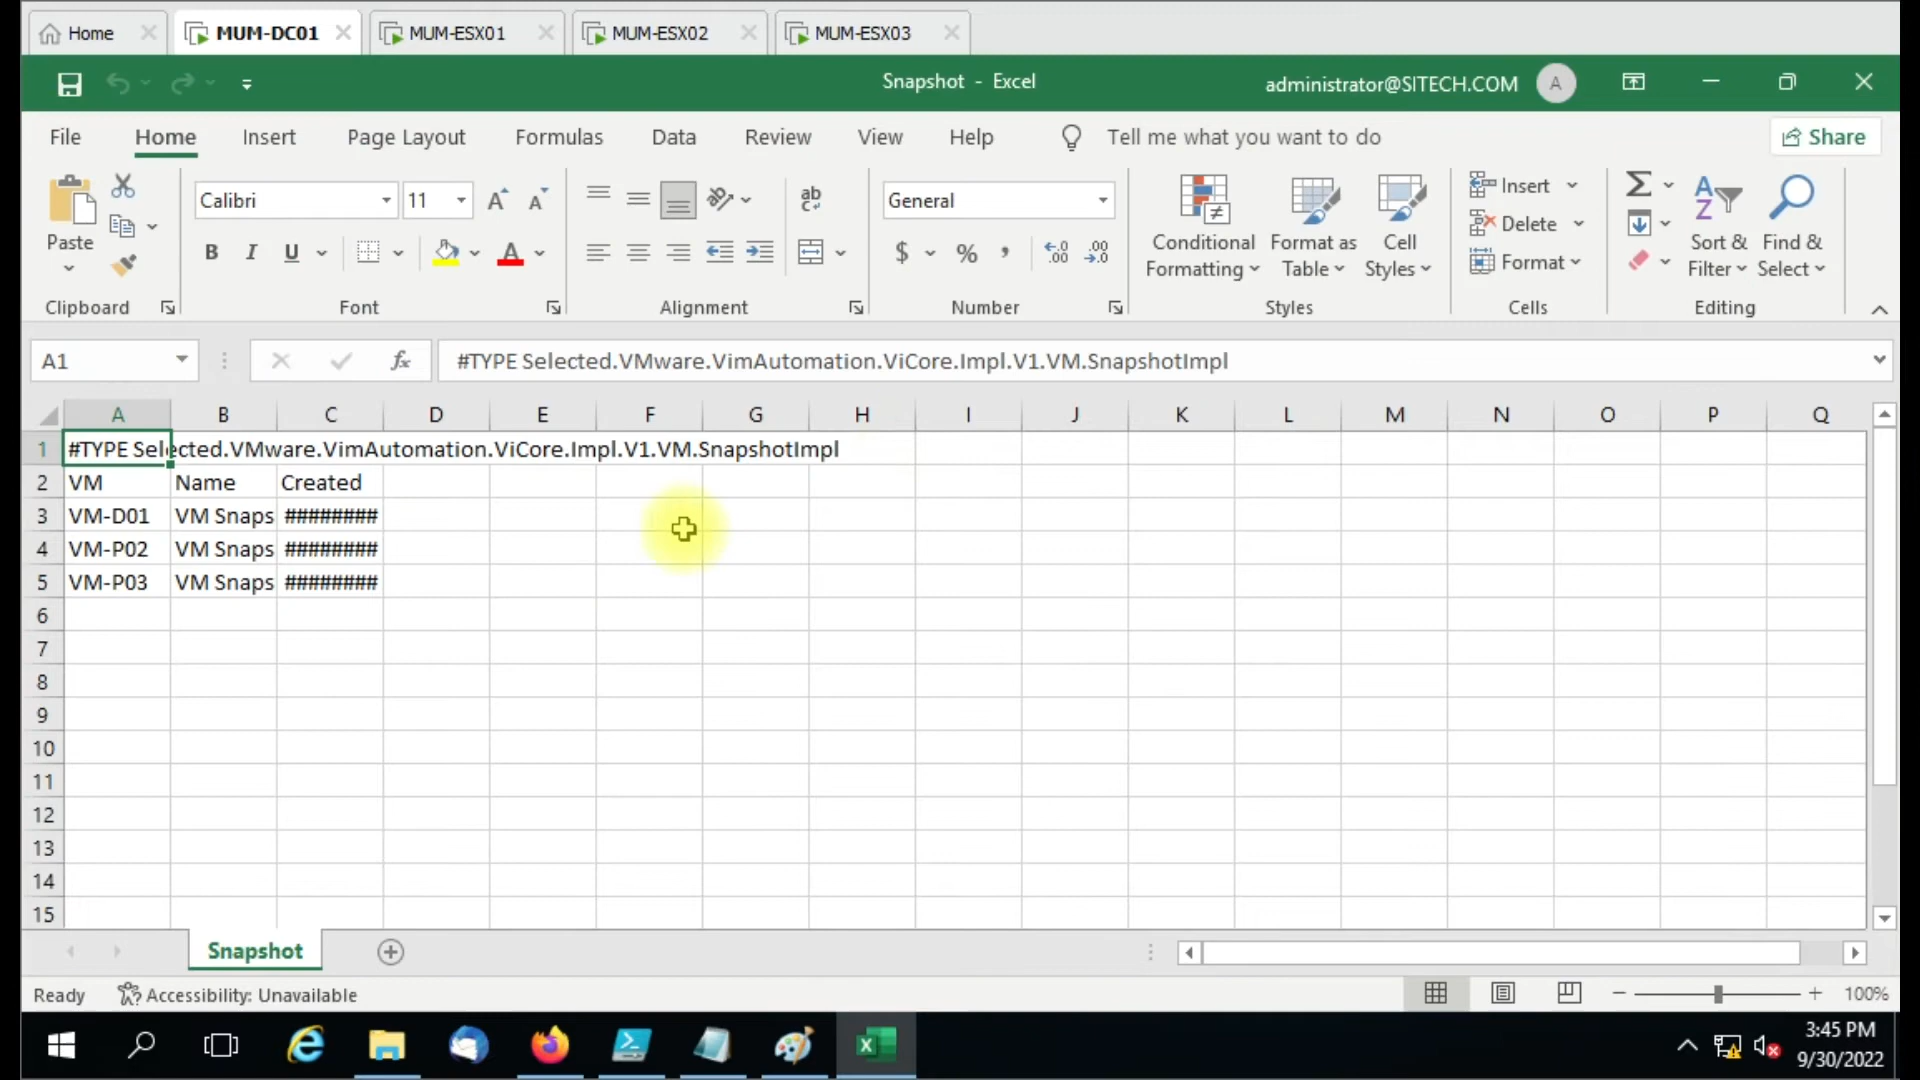 Home MUM-DC01 MUM-ESX01 MUM-ESX02 MUM-ESX03
Snapshot - Excel administrator@SITECH.COM A
File Home Insert Page Layout Formulas Data Review View Help Tell me what you want to do Share
Calibri 11 General
Paste
B I U A $ % ,
Conditional Formatting
Format as Table
Cell Styles
Insert
Delete
Format
Sort & Filter
Find & Select
Clipboard Font Alignment Number Styles Cells Editing
A1 fx #TYPE Selected.VMware.VimAutomation.ViCore.Impl.V1.VM.SnapshotImpl
A B C D E F G H I J K L M N O P Q
1 #TYPE Selected.VMware.VimAutomation.ViCore.Impl.V1.VM.SnapshotImpl
2 VM Name Created
3 VM-D01 VM Snaps ########
4 VM-P02 VM Snaps ########
5 VM-P03 VM Snaps ########
6
7
8
9
10
11
12
13
14
15
Snapshot
Ready Accessibility: Unavailable 100%
3:45 PM
9/30/2022